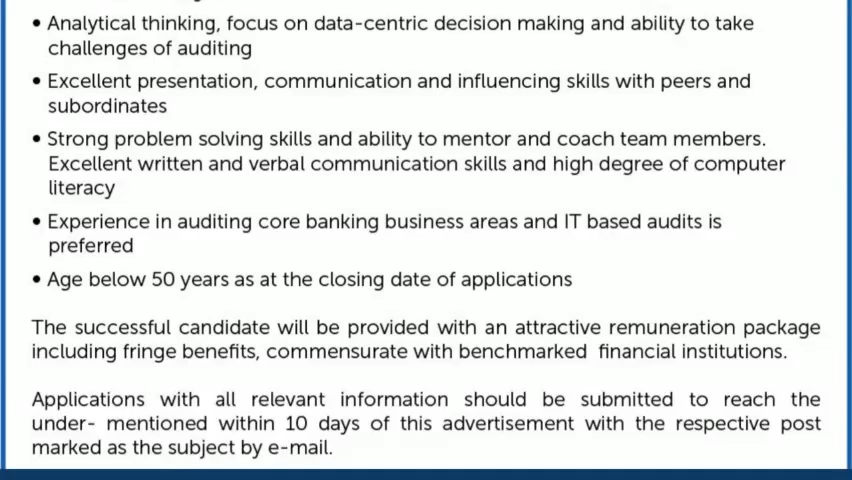 • Analytical thinking, focus on data-centric decision making and ability to take
challenges of auditing
• Excellent presentation, communication and influencing skills with peers and
subordinates
• Strong problem solving skills and ability to mentor and coach team members.
Excellent written and verbal communication skills and high degree of computer
literacy
• Experience in auditing core banking business areas and IT based audits is
preferred
• Age below 50 years as at the closing date of applications
The successful candidate will be provided with an attractive remuneration package
including fringe benefits, commensurate with benchmarked financial institutions.
Applications with all relevant information should be submitted to reach the
under- mentioned within 10 days of this advertisement with the respective post
marked as the subject by e-mail.